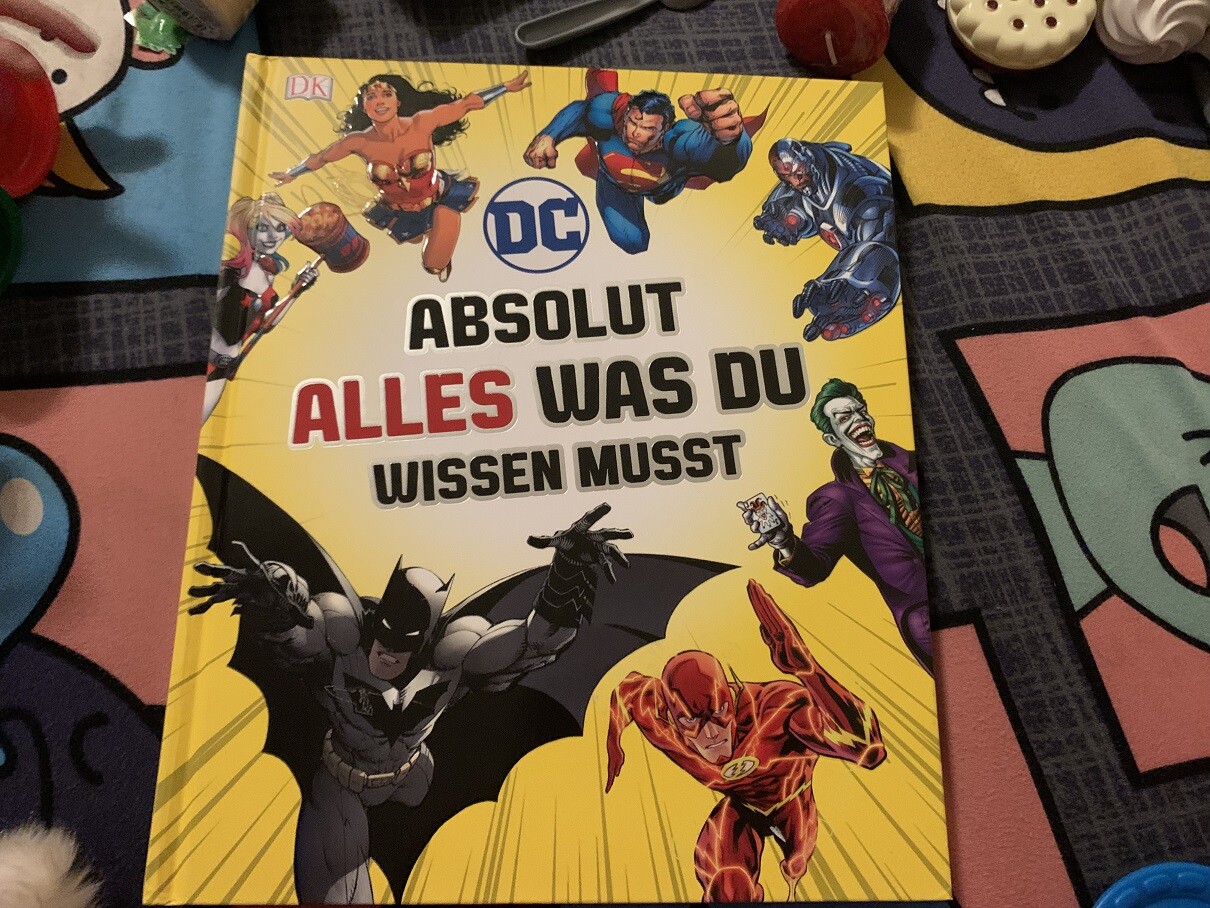 DK
DC
ABSOLUT
ALLES WAS DU
WISSEN MUSST